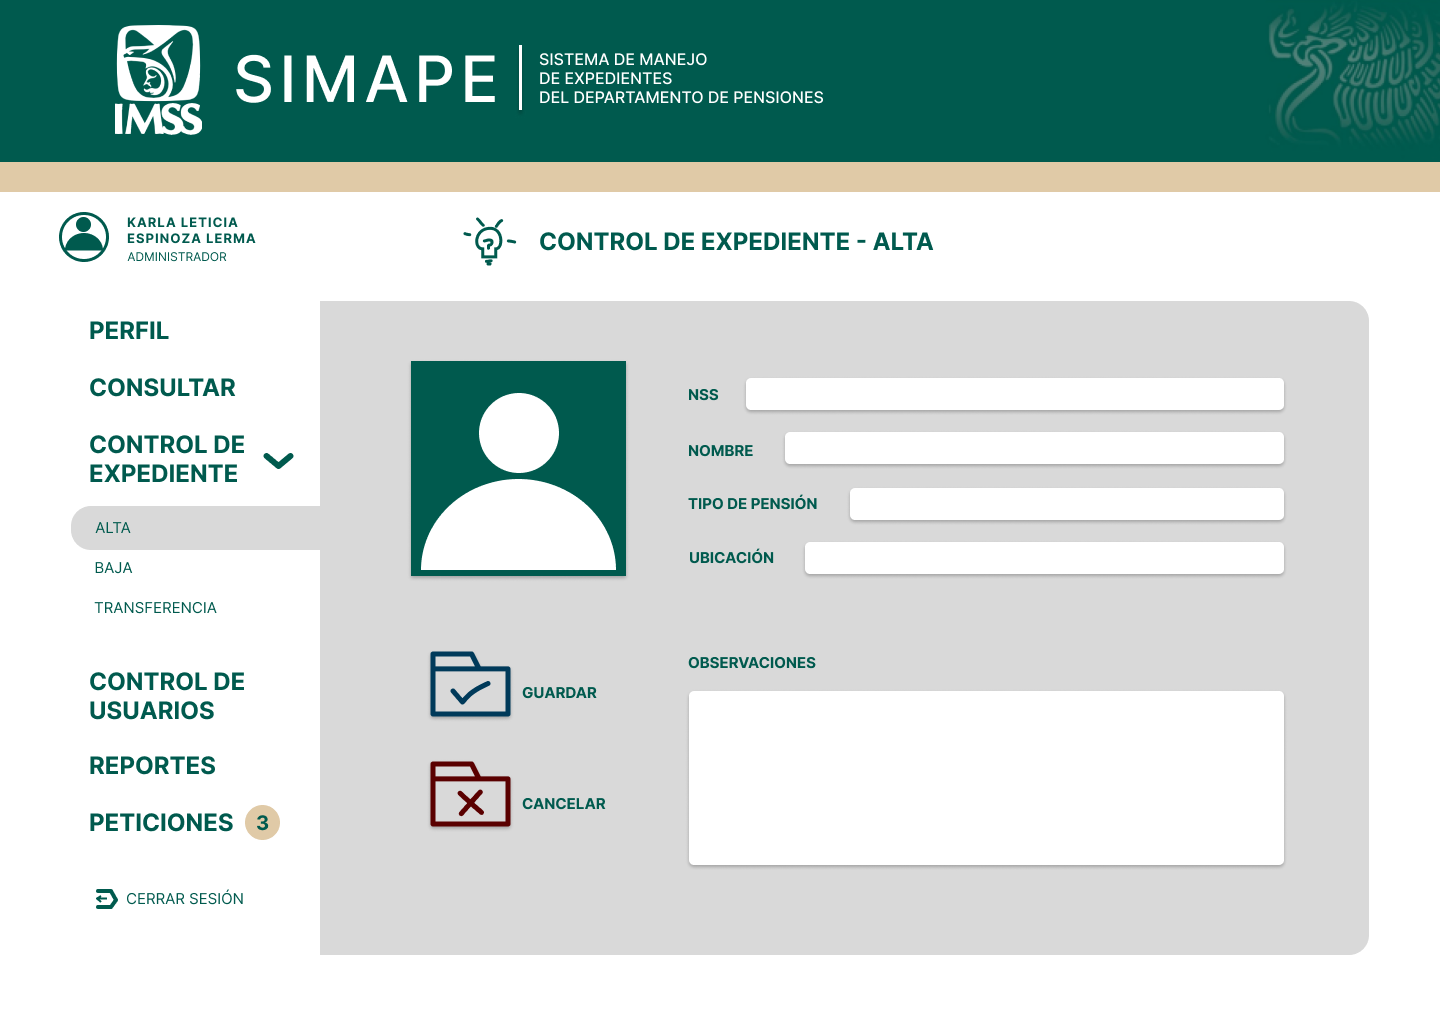 IMSS
SIMAPE
SISTEMA DE MANEJO
DE EXPEDIENTES
DEL DEPARTAMENTO DE PENSIONES
KARLA LETICIA
ESPINOZA LERMA
ADMINISTRADOR
?
CONTROL DE EXPEDIENTE - ALTA
PERFIL
CONSULTAR
CONTROL DE
EXPEDIENTE
ALTA
BAJA
TRANSFERENCIA
CONTROL DE
USUARIOS
REPORTES
PETICIONES 3
CERRAR SESIÓN
NSS
NOMBRE
TIPO DE PENSIÓN
UBICACIÓN
GUARDAR
CANCELAR
OBSERVACIONES